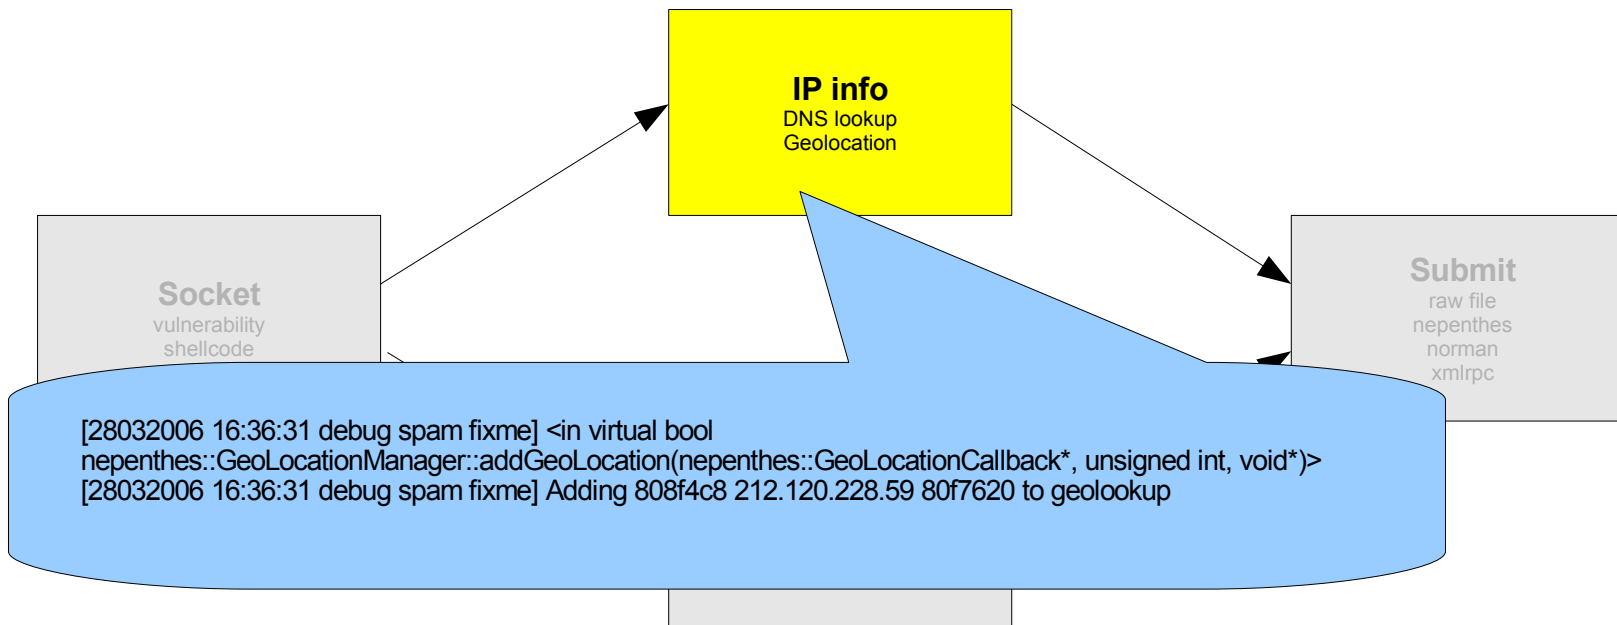 IP info
DNS lookup
Geolocation
Socket
vulnerability
shellcode
Submit
raw file
nepenthes
norman
xmlrpc
[28032006 16:36:31 debug spam fixme] <in virtual bool
nepenthes::GeoLocationManager::addGeoLocation(nepenthes::GeoLocationCallback*, unsigned int, void*)>
[28032006 16:36:31 debug spam fixme] Adding 808f4c8 212.120.228.59 80f7620 to geolookup